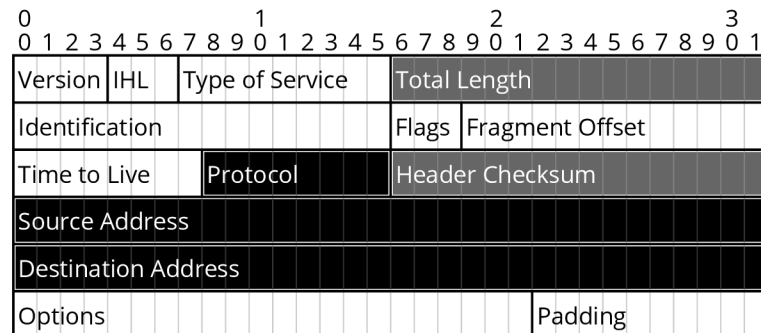 0 1 2 3
0 1 2 3 4 5 6 7 8 9 0 1 2 3 4 5 6 7 8 9 0 1 2 3 4 5 6 7 8 9 0 1
Version IHL Type of Service Total Length
Identification Flags Fragment Offset
Time to Live Protocol Header Checksum
Source Address
Destination Address
Options Padding